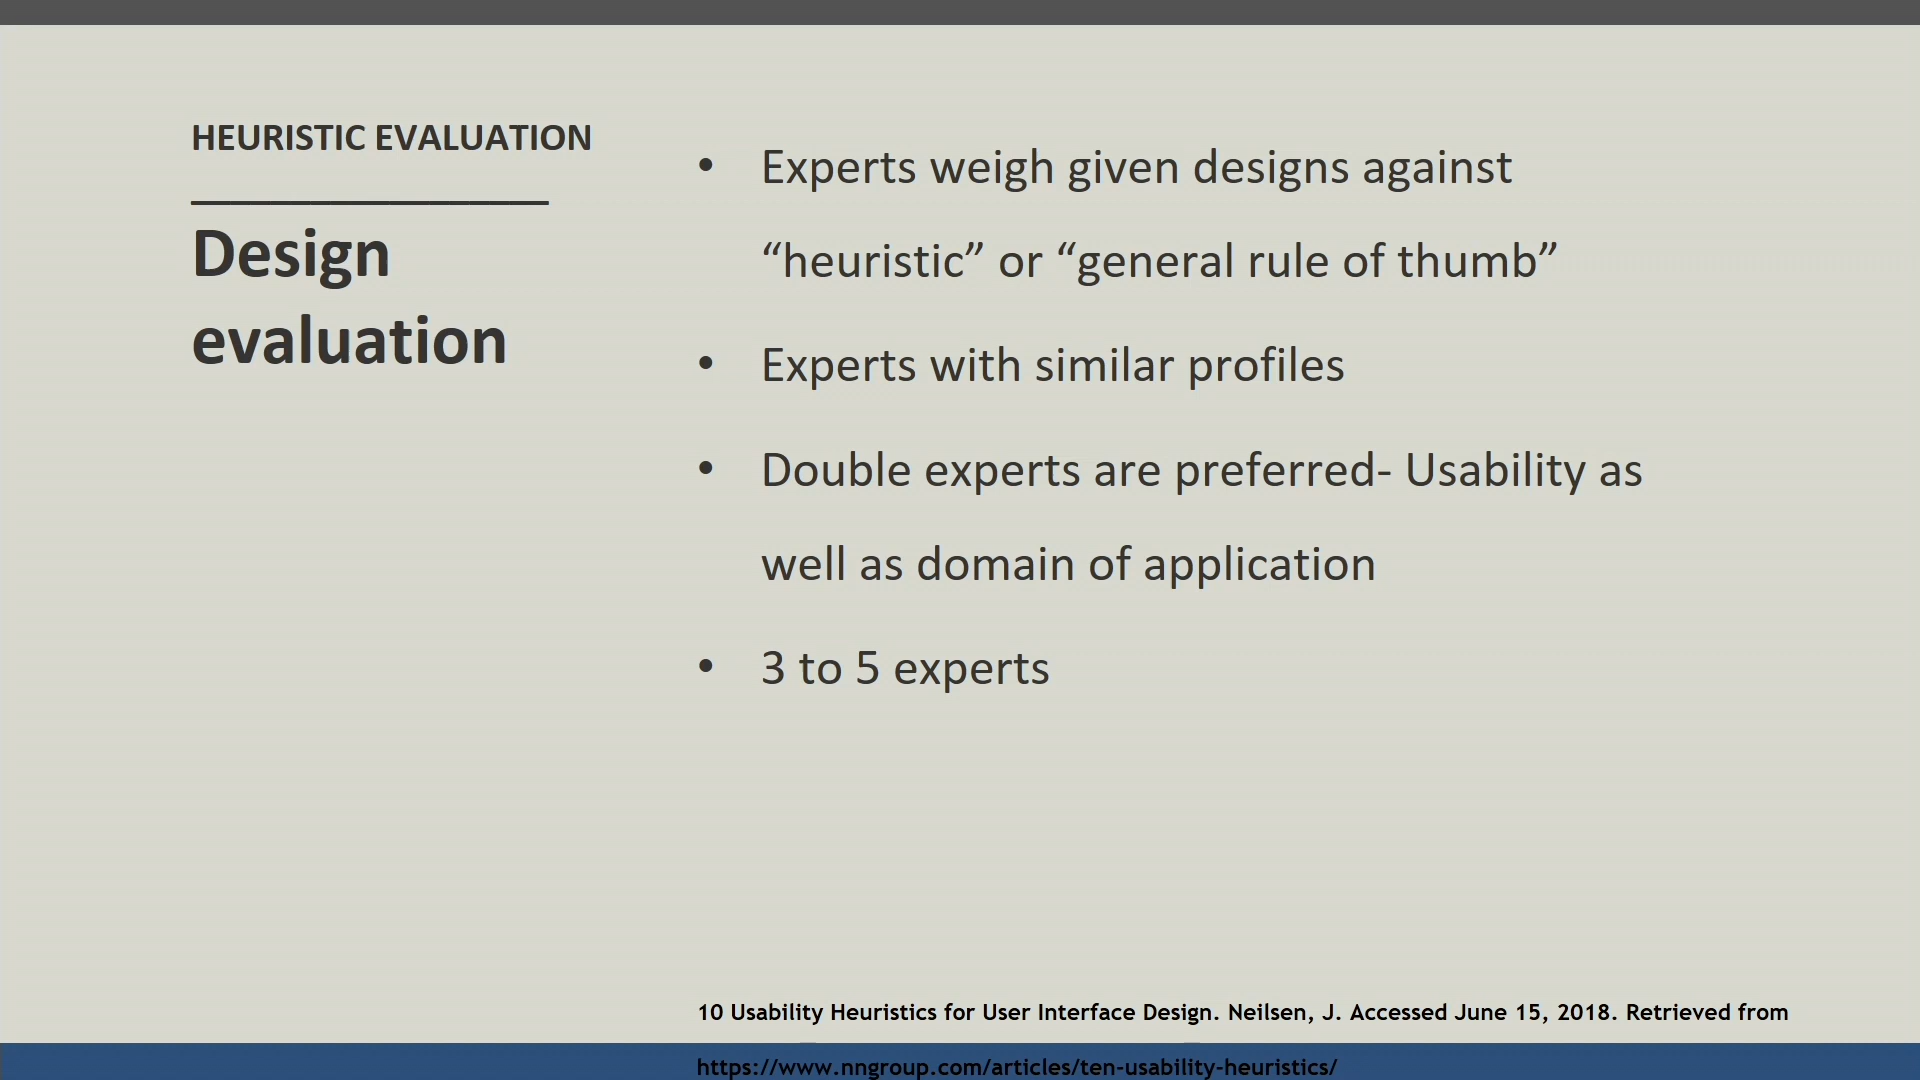 HEURISTIC EVALUATION
Design
evaluation
• Experts weigh given designs against
“heuristic” or “general rule of thumb”
• Experts with similar profiles
• Double experts are preferred- Usability as
well as domain of application
• 3 to 5 experts
10 Usability Heuristics for User Interface Design. Neilsen, J. Accessed June 15, 2018. Retrieved from
https://www.nngroup.com/articles/ten-usability-heuristics/